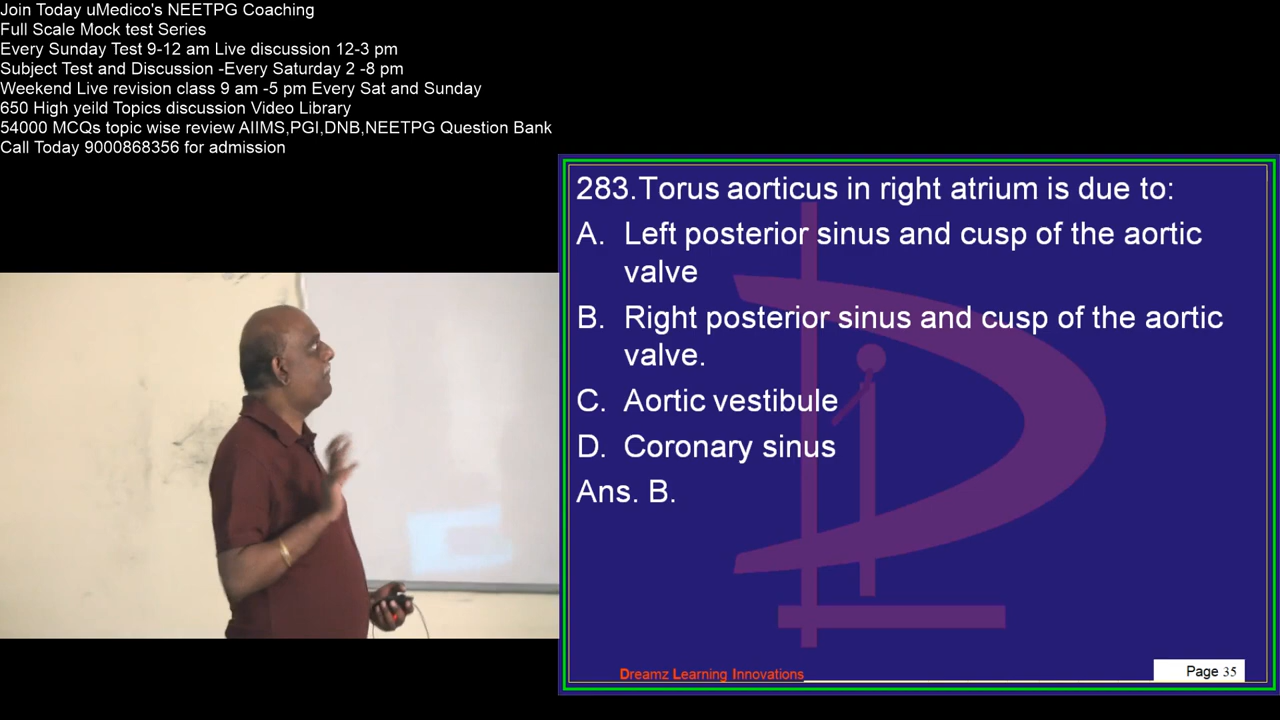 Join Today uMedico's NEETPG Coaching
Full Scale Mock test Series
Every Sunday Test 9-12 am Live discussion 12-3 pm
Subject Test and Discussion -Every Saturday 2 -8 pm
Weekend Live revision class 9 am -5 pm Every Sat and Sunday
650 High yeild Topics discussion Video Library
54000 MCQs topic wise review AIIMS,PGI,DNB,NEETPG Question Bank
Call Today 9000868356 for admission
283.Torus aorticus in right atrium is due to:
A. Left posterior sinus and cusp of the aortic
valve
B. Right posterior sinus and cusp of the aortic
valve.
C. Aortic vestibule
D. Coronary sinus
Ans. B.
Dreamz Learning Innovations
Page 35